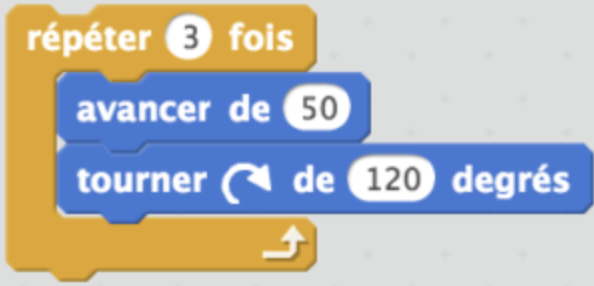 répéter 3 fois
avancer de 50
tourner de 120 degrés